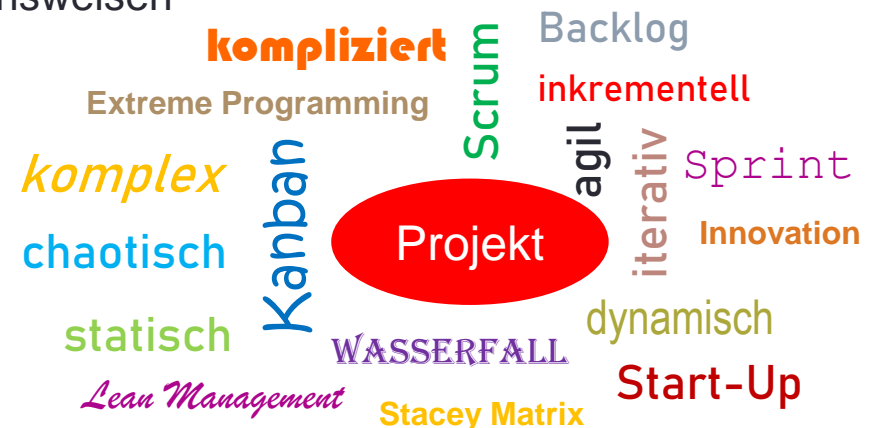 nsweisen
kompliziert
Scrum
Backlog
Extreme Programming
inkrementell
komplex
Kanban
agil
iterativ
Sprint
Projekt
Innovation
chaotisch
statisch
WASSERFALL
dynamisch
Lean Management
Stacey Matrix
Start-Up